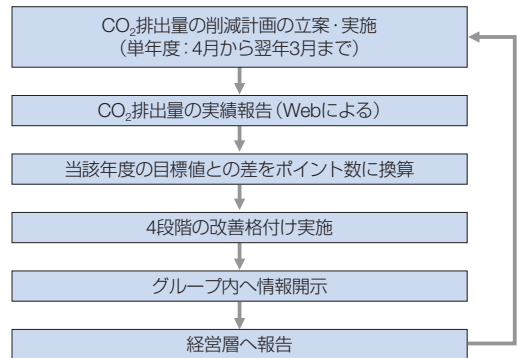 CO₂排出量の削減計画の立案・実施
(単年度:4月から翌年3月まで)
CO₂排出量の実績報告(Webによる)
当該年度の目標値との差をポイント数に換算
4段階の改善格付け実施
グループ内へ情報開示
経営層へ報告